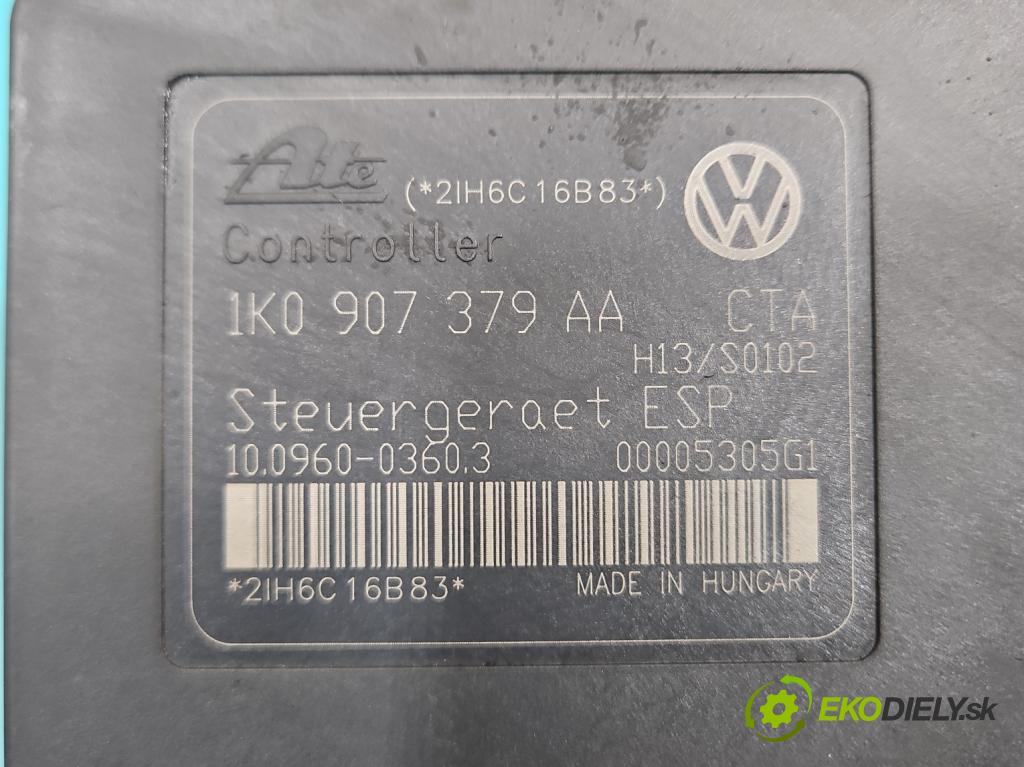 Ate (*2IH6C16B83*)
Controller
1K0 907 379 AA CTA
H13/S0102
Steuergeraet ESP
10.0960-0360.3 00005305G1
*2IH6C16B83* MADE IN HUNGARY
EKODIELY.sk